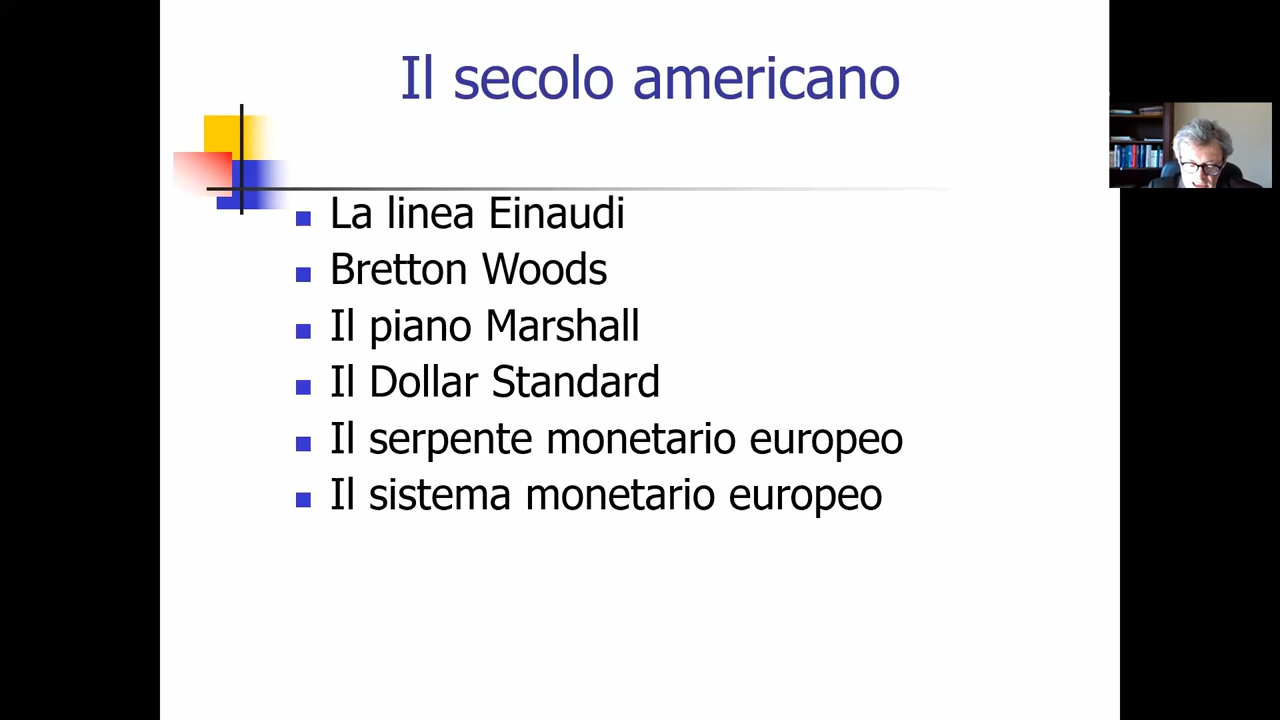 Il secolo americano
La linea Einaudi
Bretton Woods
Il piano Marshall
Il Dollar Standard
Il serpente monetario europeo
Il sistema monetario europeo